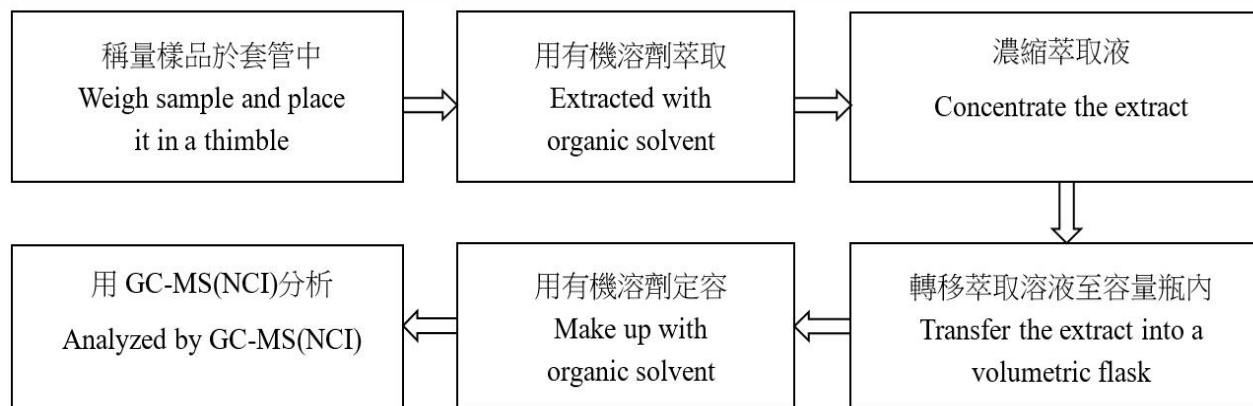 稱量樣品於套管中
Weigh sample and place
it in a thimble
用有機溶劑萃取
Extracted with
organic solvent
濃縮萃取液
Concentrate the extract
轉移萃取溶液至容量瓶內
Transfer the extract into a
volumetric flask
用有機溶劑定容
Make up with
organic solvent
用 GC-MS(NCI)分析
Analyzed by GC-MS(NCI)